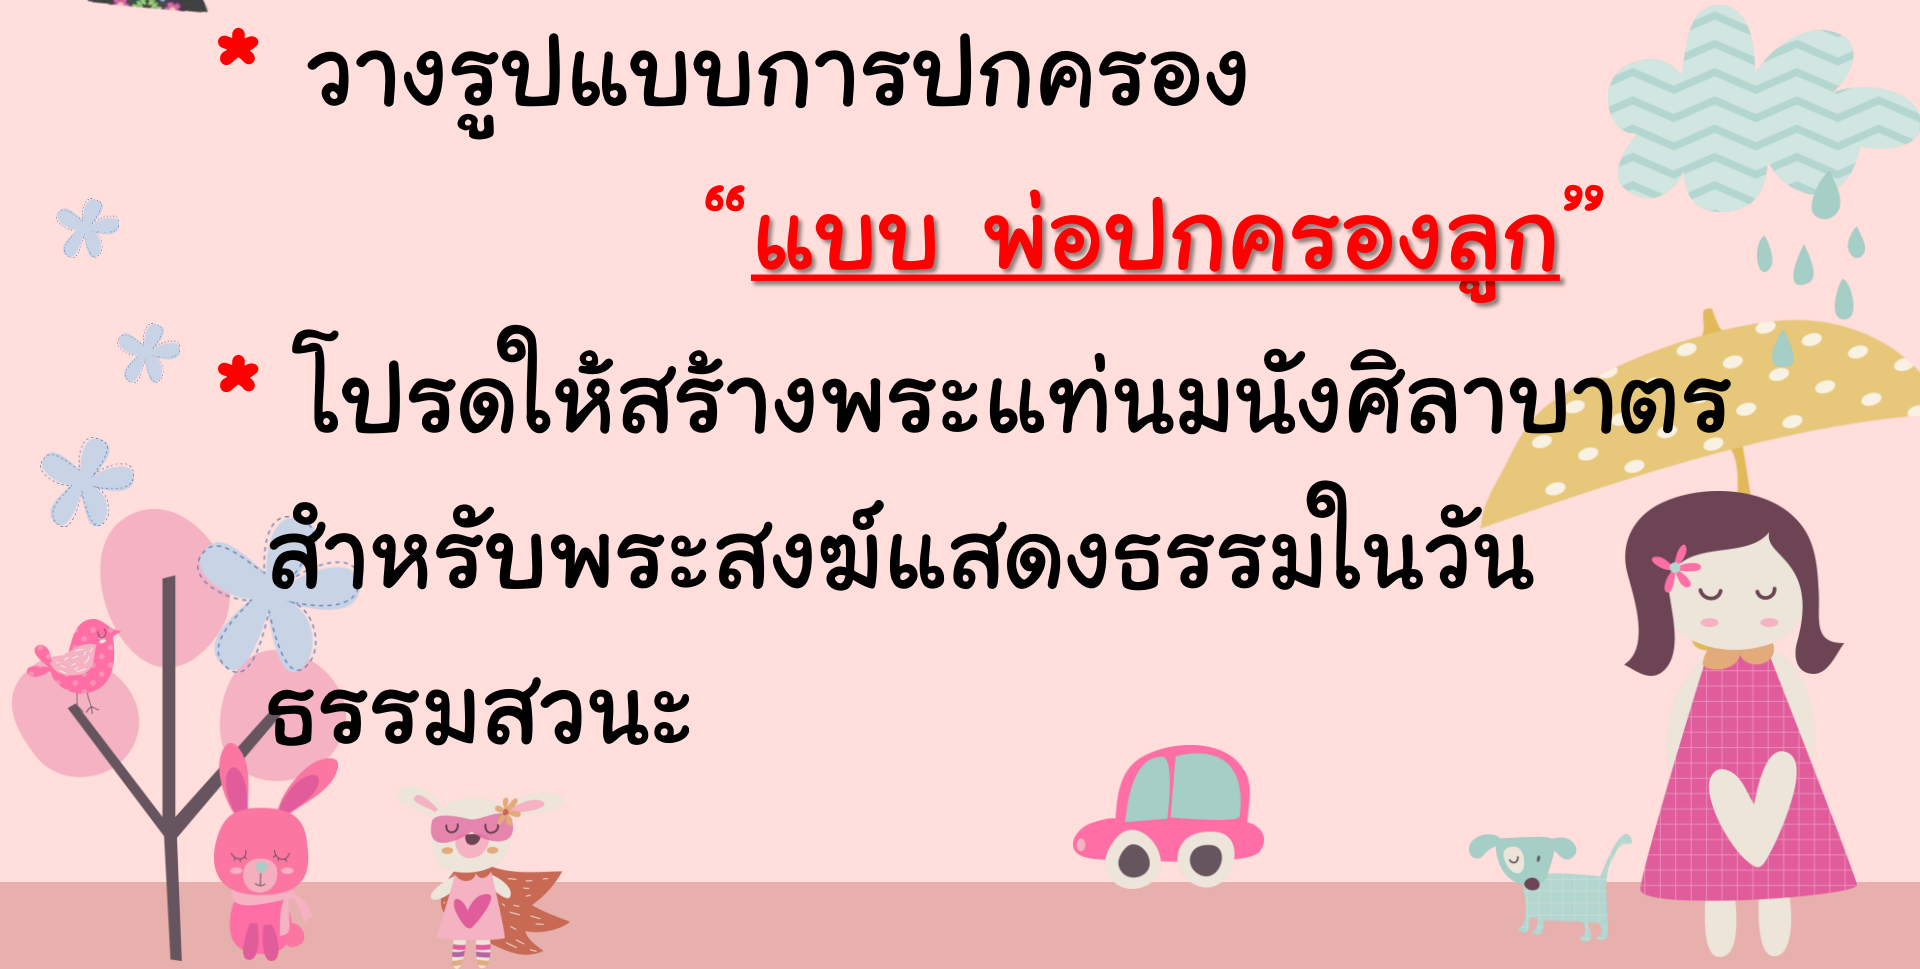 * วางรูปแบบการปกครอง
“แบบ พ่อปกครองลูก”
* โปรดให้สร้างพระแท่นมนังศิลาบาตร
สำหรับพระสงฆ์แสดงธรรมในวัน
ธรรมสวนะ